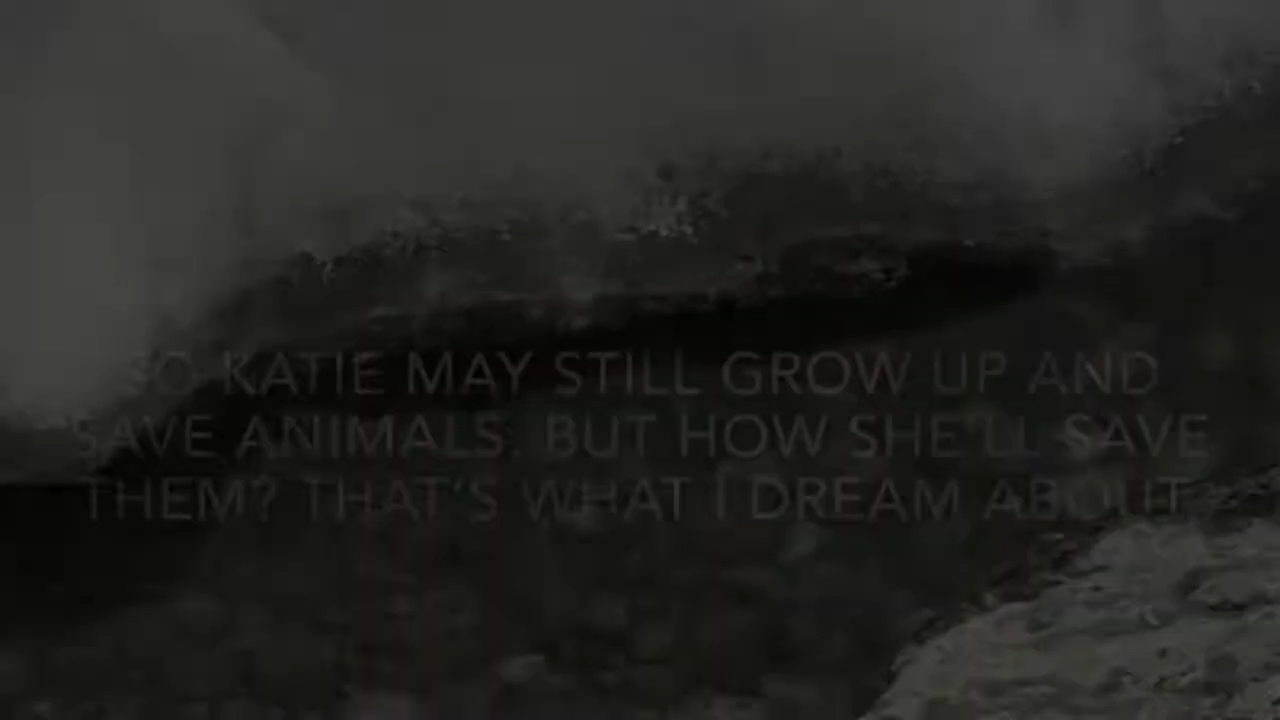 SO KATIE MAY STILL GROW UP AND
SAVE ANIMALS. BUT HOW SHE'LL SAVE
THEM? THAT'S WHAT I DREAM ABOUT.